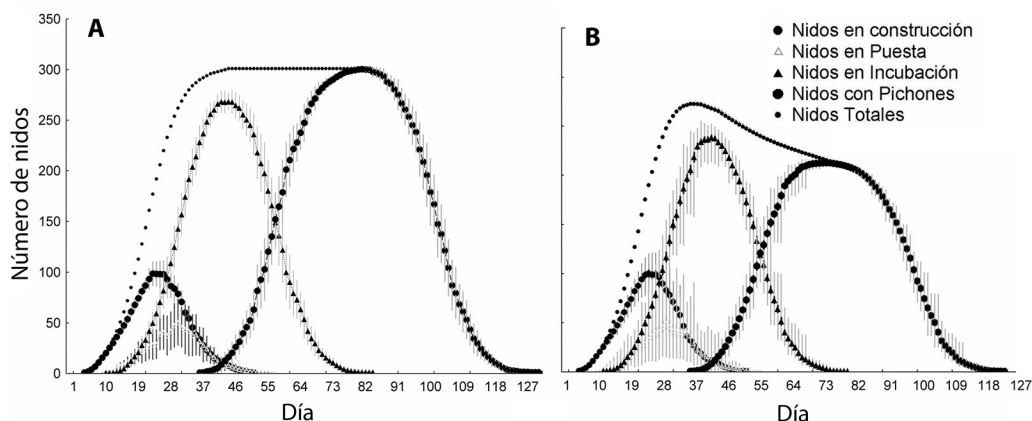 A
B
Nidos en construcción
Nidos en Puesta
Nidos en Incubación
Nidos con Pichones
Nidos Totales
Número de nidos
350
300
250
200
150
100
50
0
1 10 19 28 37 46 55 64 73 82 91 100 109 118 127
Día
1 10 19 28 37 46 55 64 73 82 91 100 109 118 127
Día